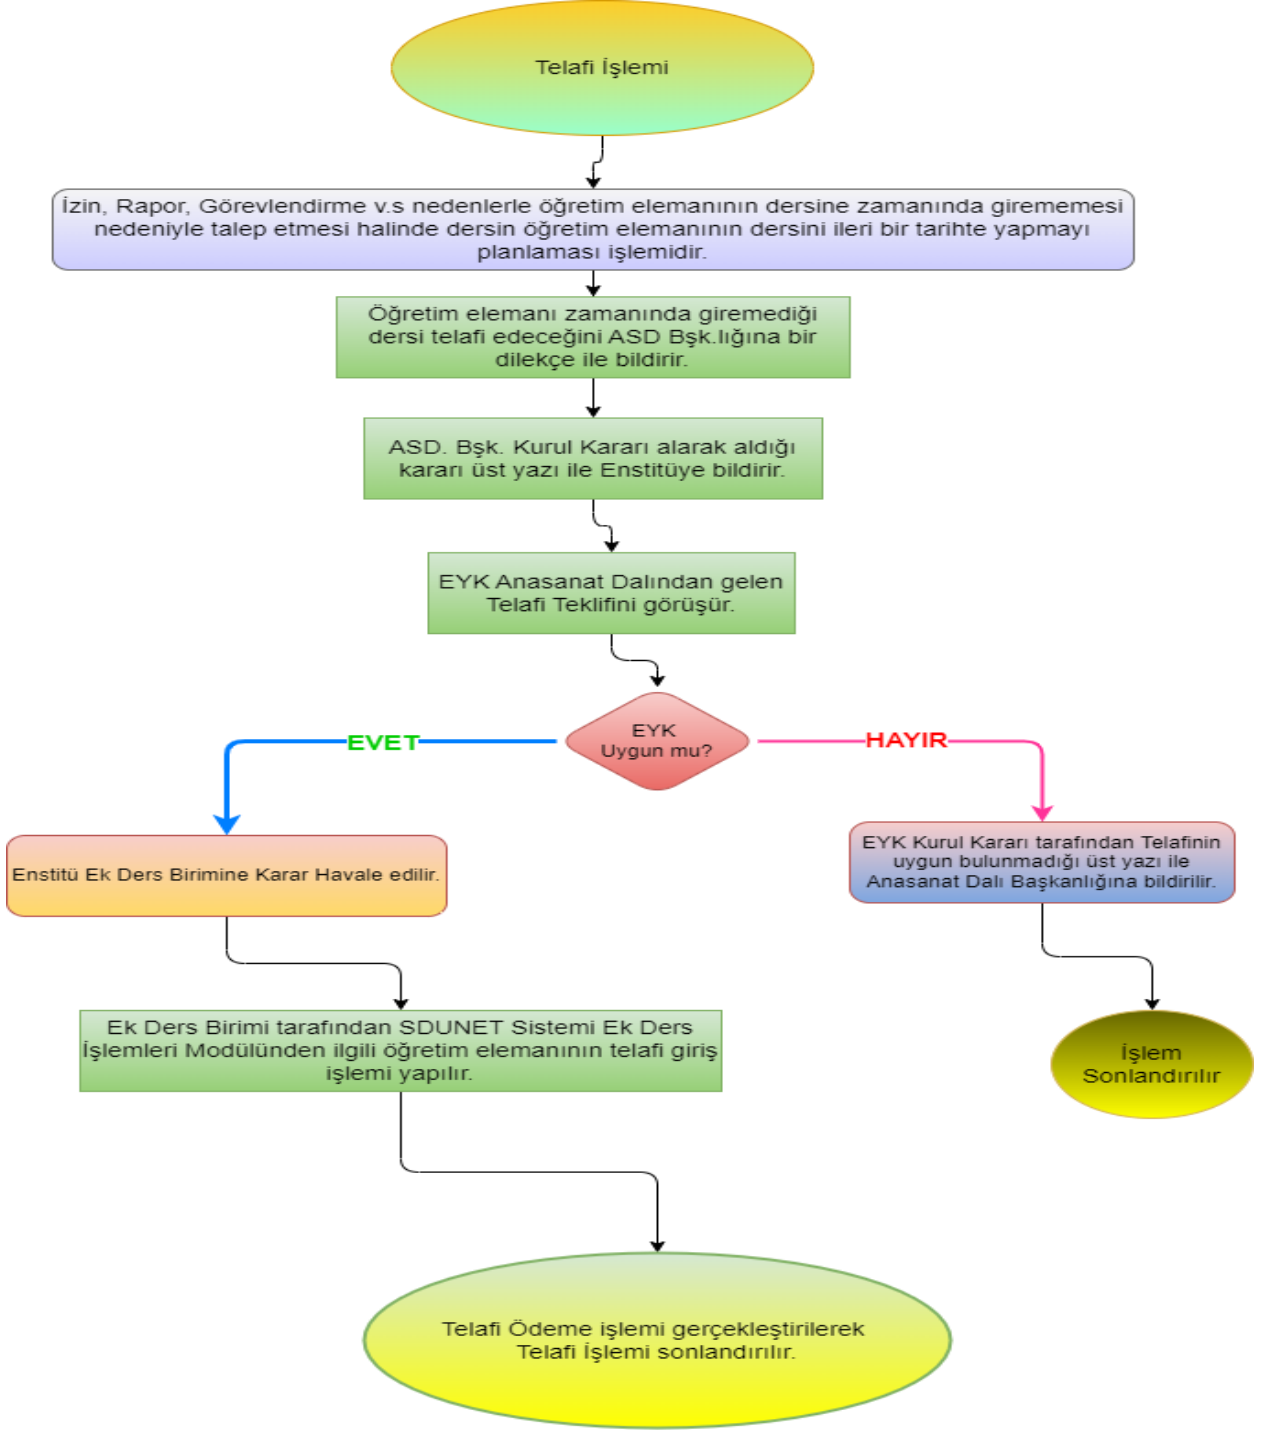 Telafi İşlemi
İzin, Rapor, Görevlendirme v.s nedenlerle öğretim elemanının dersine zamanında girememesi
nedeniyle talep etmesi halinde dersin öğretim elemanının dersini ileri bir tarihte yapmayı
planlaması işlemidir.
Öğretim elemanı zamanında giremediği
dersi telafi edeceğini ASD Bşk.lığına bir
dilekçe ile bildirir.
ASD. Bşk. Kurul Kararı alarak aldığı
kararı üst yazı ile Enstitüye bildirir.
EYK Anasanat Dalından gelen
Telafi Teklifini görüşür.
EYK
Uygun mu?
EVET
HAYIR
Enstitü Ek Ders Birimine Karar Havale edilir.
EYK Kurul Kararı tarafından Telafinin
uygun bulunmadığı üst yazı ile
Anasanat Dalı Başkanlığına bildirilir.
Ek Ders Birimi tarafından SDUNET Sistemi Ek Ders
İşlemleri Modülünden ilgili öğretim elemanının telafi giriş
işlemi yapılır.
İşlem
Sonlandırılır
Telafi Ödeme işlemi gerçekleştirilerek
Telafi İşlemi sonlandırılır.